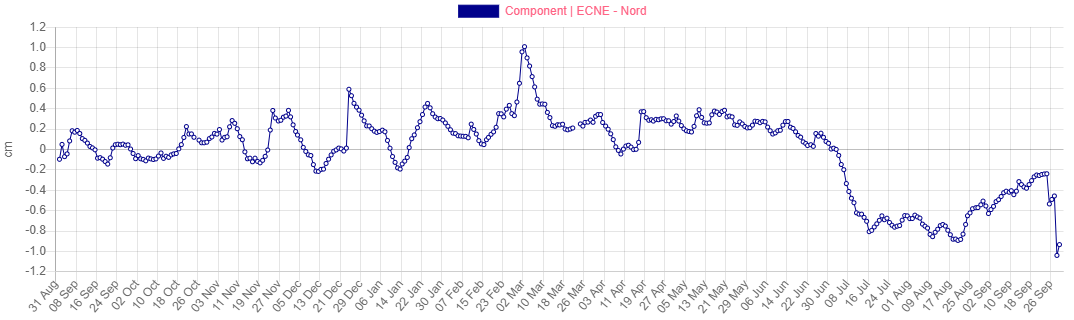 Component | ECNE - Nord
1.2
1.0
0.8
0.6
0.4
0.2
0
-0.2
-0.4
-0.6
-0.8
-1.0
-1.2
cm
31 Aug
08 Sep
16 Sep
24 Sep
02 Oct
10 Oct
18 Oct
26 Oct
03 Nov
11 Nov
19 Nov
27 Nov
05 Dec
13 Dec
21 Dec
29 Dec
06 Jan
14 Jan
22 Jan
30 Jan
07 Feb
15 Feb
23 Feb
02 Mar
10 Mar
18 Mar
26 Mar
03 Apr
11 Apr
19 Apr
27 Apr
05 May
13 May
21 May
29 May
06 Jun
14 Jun
22 Jun
30 Jun
08 Jul
16 Jul
24 Jul
01 Aug
09 Aug
17 Aug
25 Aug
02 Sep
10 Sep
18 Sep
26 Sep